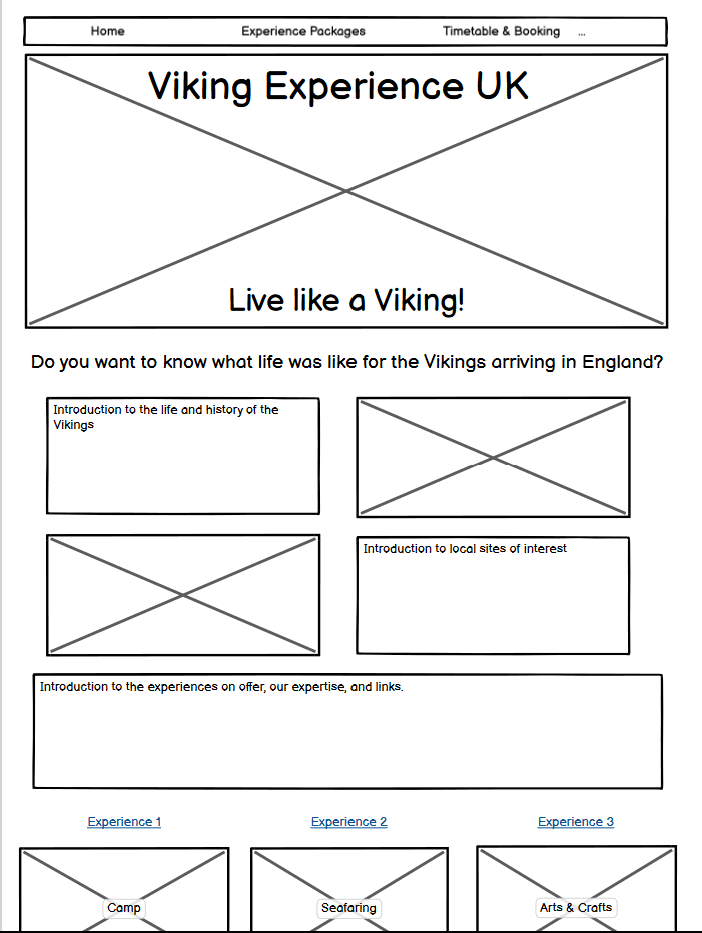 Home Experience Packages Timetable & Booking ...
Viking Experience UK
Live like a Viking!
Do you want to know what life was like for the Vikings arriving in England?
Introduction to the life and history of the
Vikings
Introduction to local sites of interest
Introduction to the experiences on offer, our expertise, and links.
Experience 1 Experience 2 Experience 3
Camp Seafaring Arts & Crafts